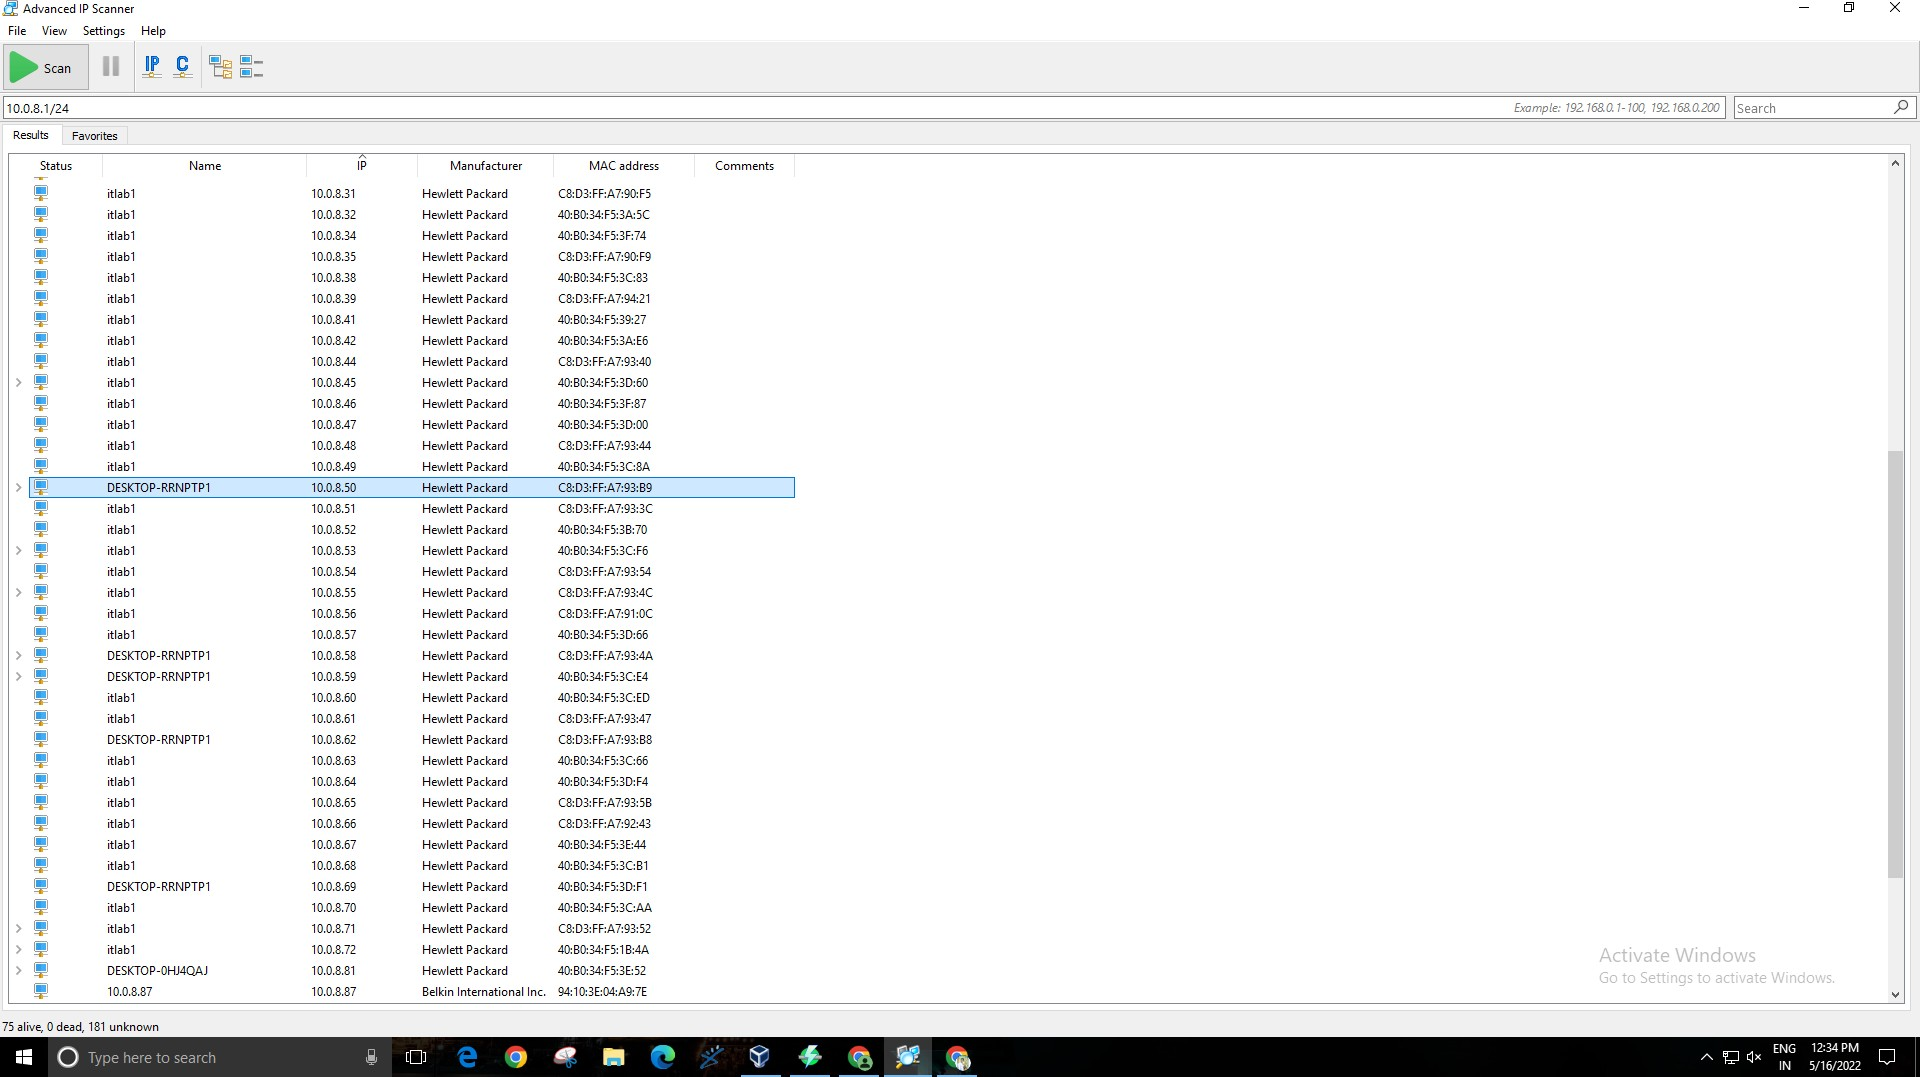 Advanced IP Scanner
File View Settings Help
Scan IP C
10.0.8.1/24 Example: 192.168.0.1-100, 192.168.0.200 Search
Results Favorites
Status Name IP Manufacturer MAC address Comments
itlab1 10.0.8.31 Hewlett Packard C8:D3:FF:A7:90:F5
itlab1 10.0.8.32 Hewlett Packard 40:B0:34:F5:3A:5C
itlab1 10.0.8.34 Hewlett Packard 40:B0:34:F5:3F:74
itlab1 10.0.8.35 Hewlett Packard C8:D3:FF:A7:90:F9
itlab1 10.0.8.38 Hewlett Packard 40:B0:34:F5:3C:83
itlab1 10.0.8.39 Hewlett Packard C8:D3:FF:A7:94:21
itlab1 10.0.8.41 Hewlett Packard 40:B0:34:F5:39:27
itlab1 10.0.8.42 Hewlett Packard 40:B0:34:F5:3A:E6
itlab1 10.0.8.44 Hewlett Packard C8:D3:FF:A7:93:40
itlab1 10.0.8.45 Hewlett Packard 40:B0:34:F5:3D:60
itlab1 10.0.8.46 Hewlett Packard 40:B0:34:F5:3F:87
itlab1 10.0.8.47 Hewlett Packard 40:B0:34:F5:3D:00
itlab1 10.0.8.48 Hewlett Packard C8:D3:FF:A7:93:44
itlab1 10.0.8.49 Hewlett Packard 40:B0:34:F5:3C:8A
DESKTOP-RRNPTP1 10.0.8.50 Hewlett Packard C8:D3:FF:A7:93:B9
itlab1 10.0.8.51 Hewlett Packard C8:D3:FF:A7:93:3C
itlab1 10.0.8.52 Hewlett Packard 40:B0:34:F5:3B:70
itlab1 10.0.8.53 Hewlett Packard 40:B0:34:F5:3C:F6
itlab1 10.0.8.54 Hewlett Packard C8:D3:FF:A7:93:54
itlab1 10.0.8.55 Hewlett Packard C8:D3:FF:A7:93:4C
itlab1 10.0.8.56 Hewlett Packard C8:D3:FF:A7:91:0C
itlab1 10.0.8.57 Hewlett Packard 40:B0:34:F5:3D:66
DESKTOP-RRNPTP1 10.0.8.58 Hewlett Packard C8:D3:FF:A7:93:4A
DESKTOP-RRNPTP1 10.0.8.59 Hewlett Packard 40:B0:34:F5:3C:E4
itlab1 10.0.8.60 Hewlett Packard 40:B0:34:F5:3C:ED
itlab1 10.0.8.61 Hewlett Packard C8:D3:FF:A7:93:47
DESKTOP-RRNPTP1 10.0.8.62 Hewlett Packard C8:D3:FF:A7:93:B8
itlab1 10.0.8.63 Hewlett Packard 40:B0:34:F5:3C:66
itlab1 10.0.8.64 Hewlett Packard 40:B0:34:F5:3D:F4
itlab1 10.0.8.65 Hewlett Packard C8:D3:FF:A7:93:5B
itlab1 10.0.8.66 Hewlett Packard C8:D3:FF:A7:92:43
itlab1 10.0.8.67 Hewlett Packard 40:B0:34:F5:3E:44
itlab1 10.0.8.68 Hewlett Packard 40:B0:34:F5:3C:B1
DESKTOP-RRNPTP1 10.0.8.69 Hewlett Packard 40:B0:34:F5:3D:F1
itlab1 10.0.8.70 Hewlett Packard 40:B0:34:F5:3C:AA
itlab1 10.0.8.71 Hewlett Packard C8:D3:FF:A7:93:52
itlab1 10.0.8.72 Hewlett Packard 40:B0:34:F5:1B:4A
DESKTOP-0HJ4QAJ 10.0.8.81 Hewlett Packard 40:B0:34:F5:3E:52
10.0.8.87 10.0.8.87 Belkin International Inc. 94:10:3E:04:A9:7E
Activate Windows
Go to Settings to activate Windows.
75 alive, 0 dead, 181 unknown
Type here to search
ENG 12:34 PM
IN 5/16/2022